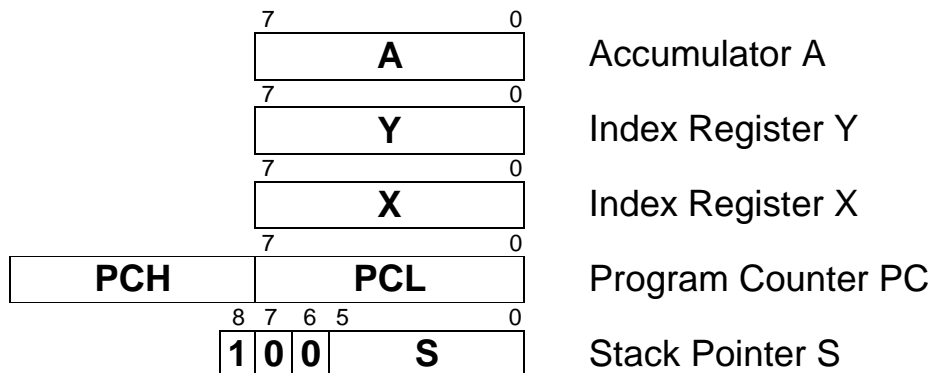 7 0
A Accumulator A
7 0
Y Index Register Y
7 0
X Index Register X
7 0
PCH PCL Program Counter PC
8 7 6 5 0
1 0 0 S Stack Pointer S